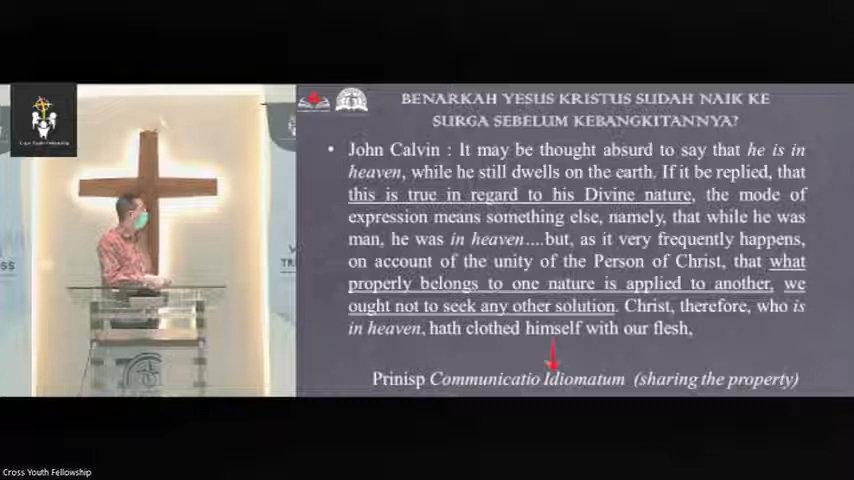 BENARKAH YESUS KRISTUS SUDAH NAIK KE
SURGA SEBELUM KEBANGKITANNYA?
• John Calvin : It may be thought absurd to say that he is in
heaven, while he still dwells on the earth. If it be replied, that
this is true in regard to his Divine nature, the mode of
expression means something else, namely, that while he was
man, he was in heaven....but, as it very frequently happens,
on account of the unity of the Person of Christ, that what
properly belongs to one nature is applied to another, we
ought not to seek any other solution. Christ, therefore, who is
in heaven, hath clothed himself with our flesh,
Prinisp Communicatio Idiomatum (sharing the property)
Cross Youth Fellowship
Cross Youth Fellowship